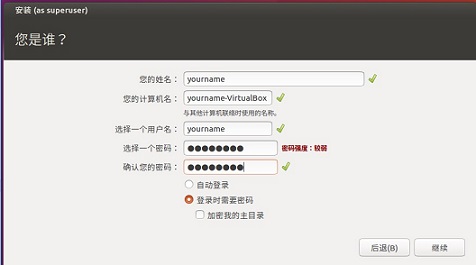 安装 (as superuser)
您是谁？
您的姓名： yourname
您的计算机名： yourname-VirtualBox
与其他计算机联络时使用的名称。
选择一个用户名： yourname
选择一个密码： ●●●●●●●● 密码强度：较弱
确认您的密码： ●●●●●●●●
自动登录
登录时需要密码
加密我的主目录
后退(B) 继续